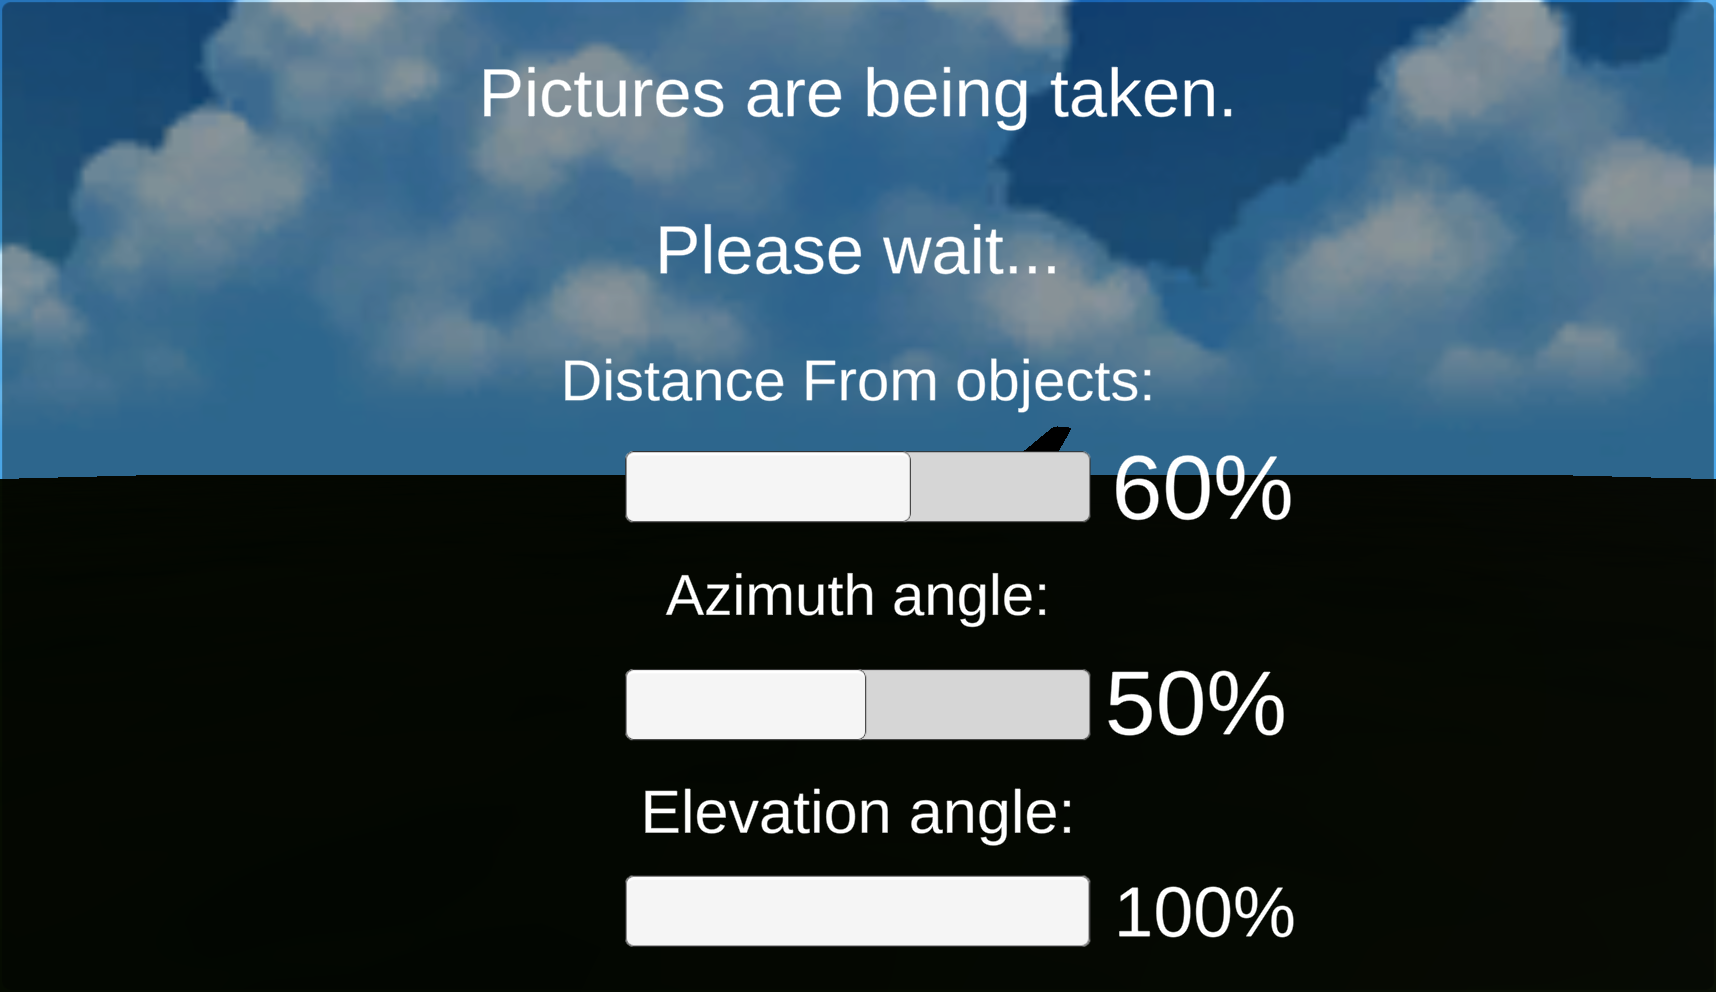 Pictures are being taken.
Please wait...
Distance From objects:
60%
Azimuth angle:
50%
Elevation angle:
100%